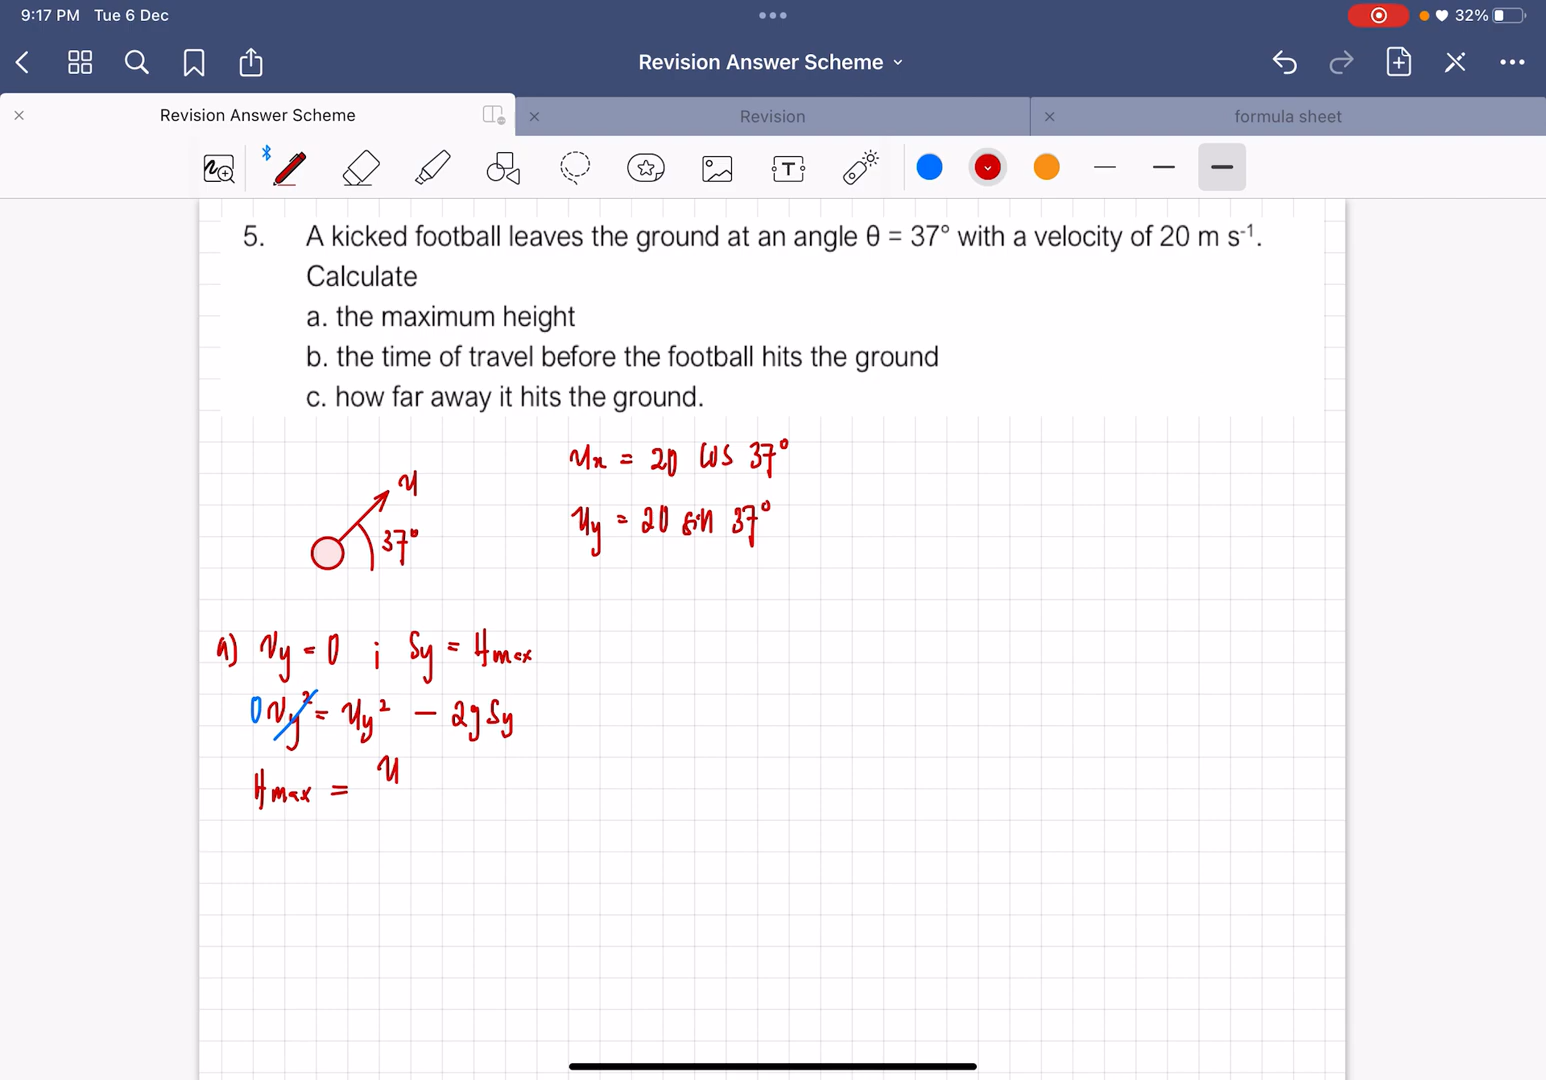 9:17 PM Tue 6 Dec
32%
Revision Answer Scheme
Revision Answer Scheme
Revision
formula sheet
T
5. A kicked football leaves the ground at an angle θ = 37° with a velocity of 20 m s⁻¹.
Calculate
a. the maximum height
b. the time of travel before the football hits the ground
c. how far away it hits the ground.
u
37°
ux = 20 cos 37°
uy = 20 sin 37°
a) vy = 0 ; Sy = Hmax
0 vy² = uy² - 2gSy
Hmax = u